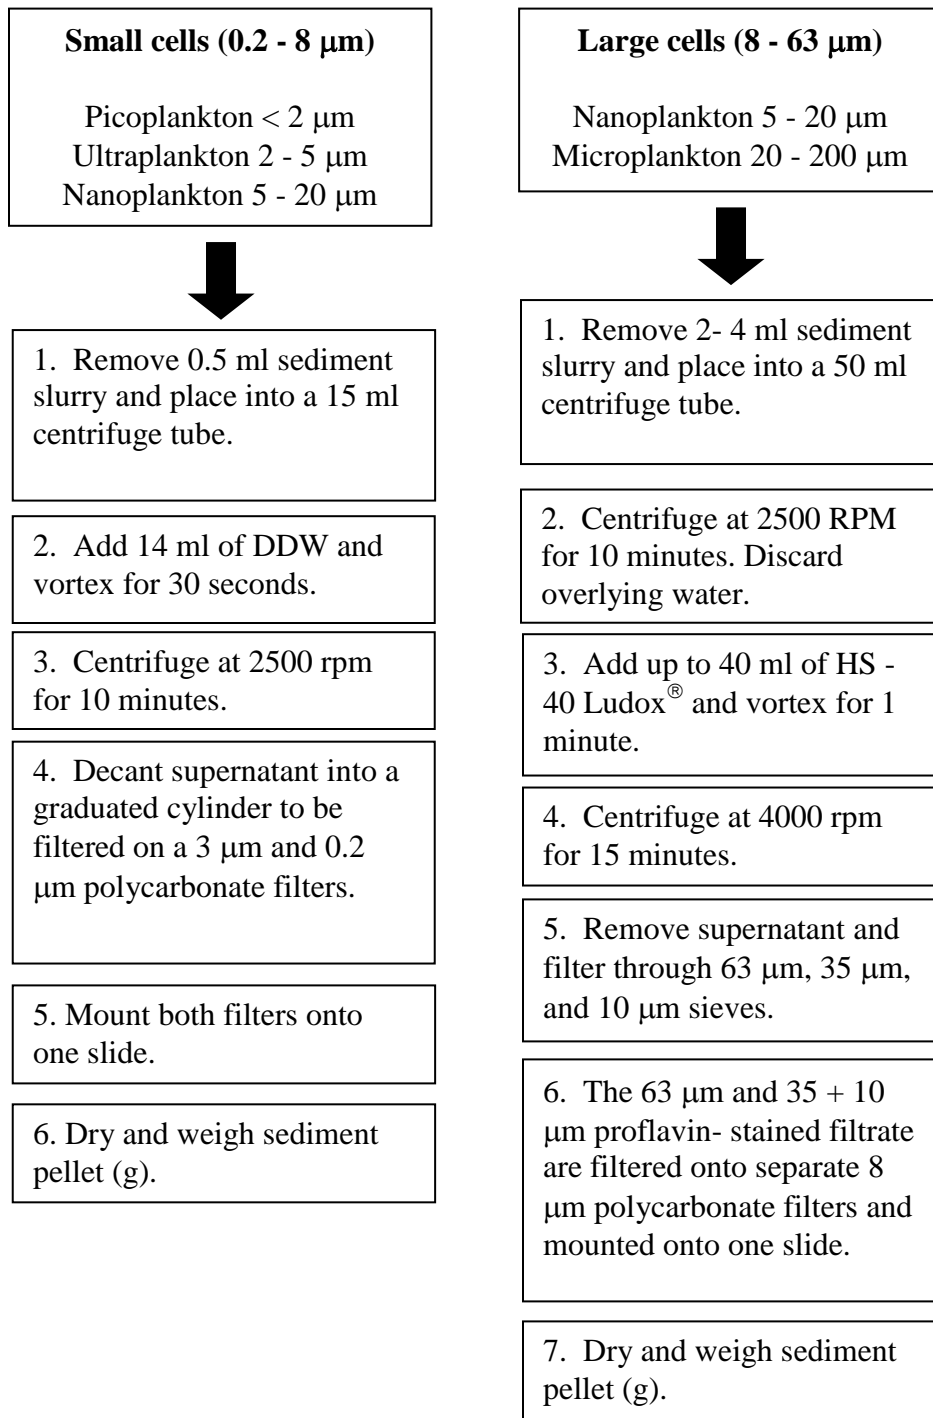 Small cells (0.2 - 8 μm)
Picoplankton < 2 μm
Ultraplankton 2 - 5 μm
Nanoplankton 5 - 20 μm
1.  Remove 0.5 ml sediment
slurry and place into a 15 ml
centrifuge tube.
2.  Add 14 ml of DDW and
vortex for 30 seconds.
3.  Centrifuge at 2500 rpm
for 10 minutes.
4.  Decant supernatant into a
graduated cylinder to be
filtered on a 3 μm and 0.2
μm polycarbonate filters.
5. Mount both filters onto
one slide.
6. Dry and weigh sediment
pellet (g).
Large cells (8 - 63 μm)
Nanoplankton 5 - 20 μm
Microplankton 20 - 200 μm
1.  Remove 2- 4 ml sediment
slurry and place into a 50 ml
centrifuge tube.
2.  Centrifuge at 2500 RPM
for 10 minutes. Discard
overlying water.
3.  Add up to 40 ml of HS -
40 Ludox® and vortex for 1
minute.
4.  Centrifuge at 4000 rpm
for 15 minutes.
5.  Remove supernatant and
filter through 63 μm, 35 μm,
and 10 μm sieves.
6.  The 63 μm and 35 + 10
μm proflavin- stained filtrate
are filtered onto separate 8
μm polycarbonate filters and
mounted onto one slide.
7.  Dry and weigh sediment
pellet (g).